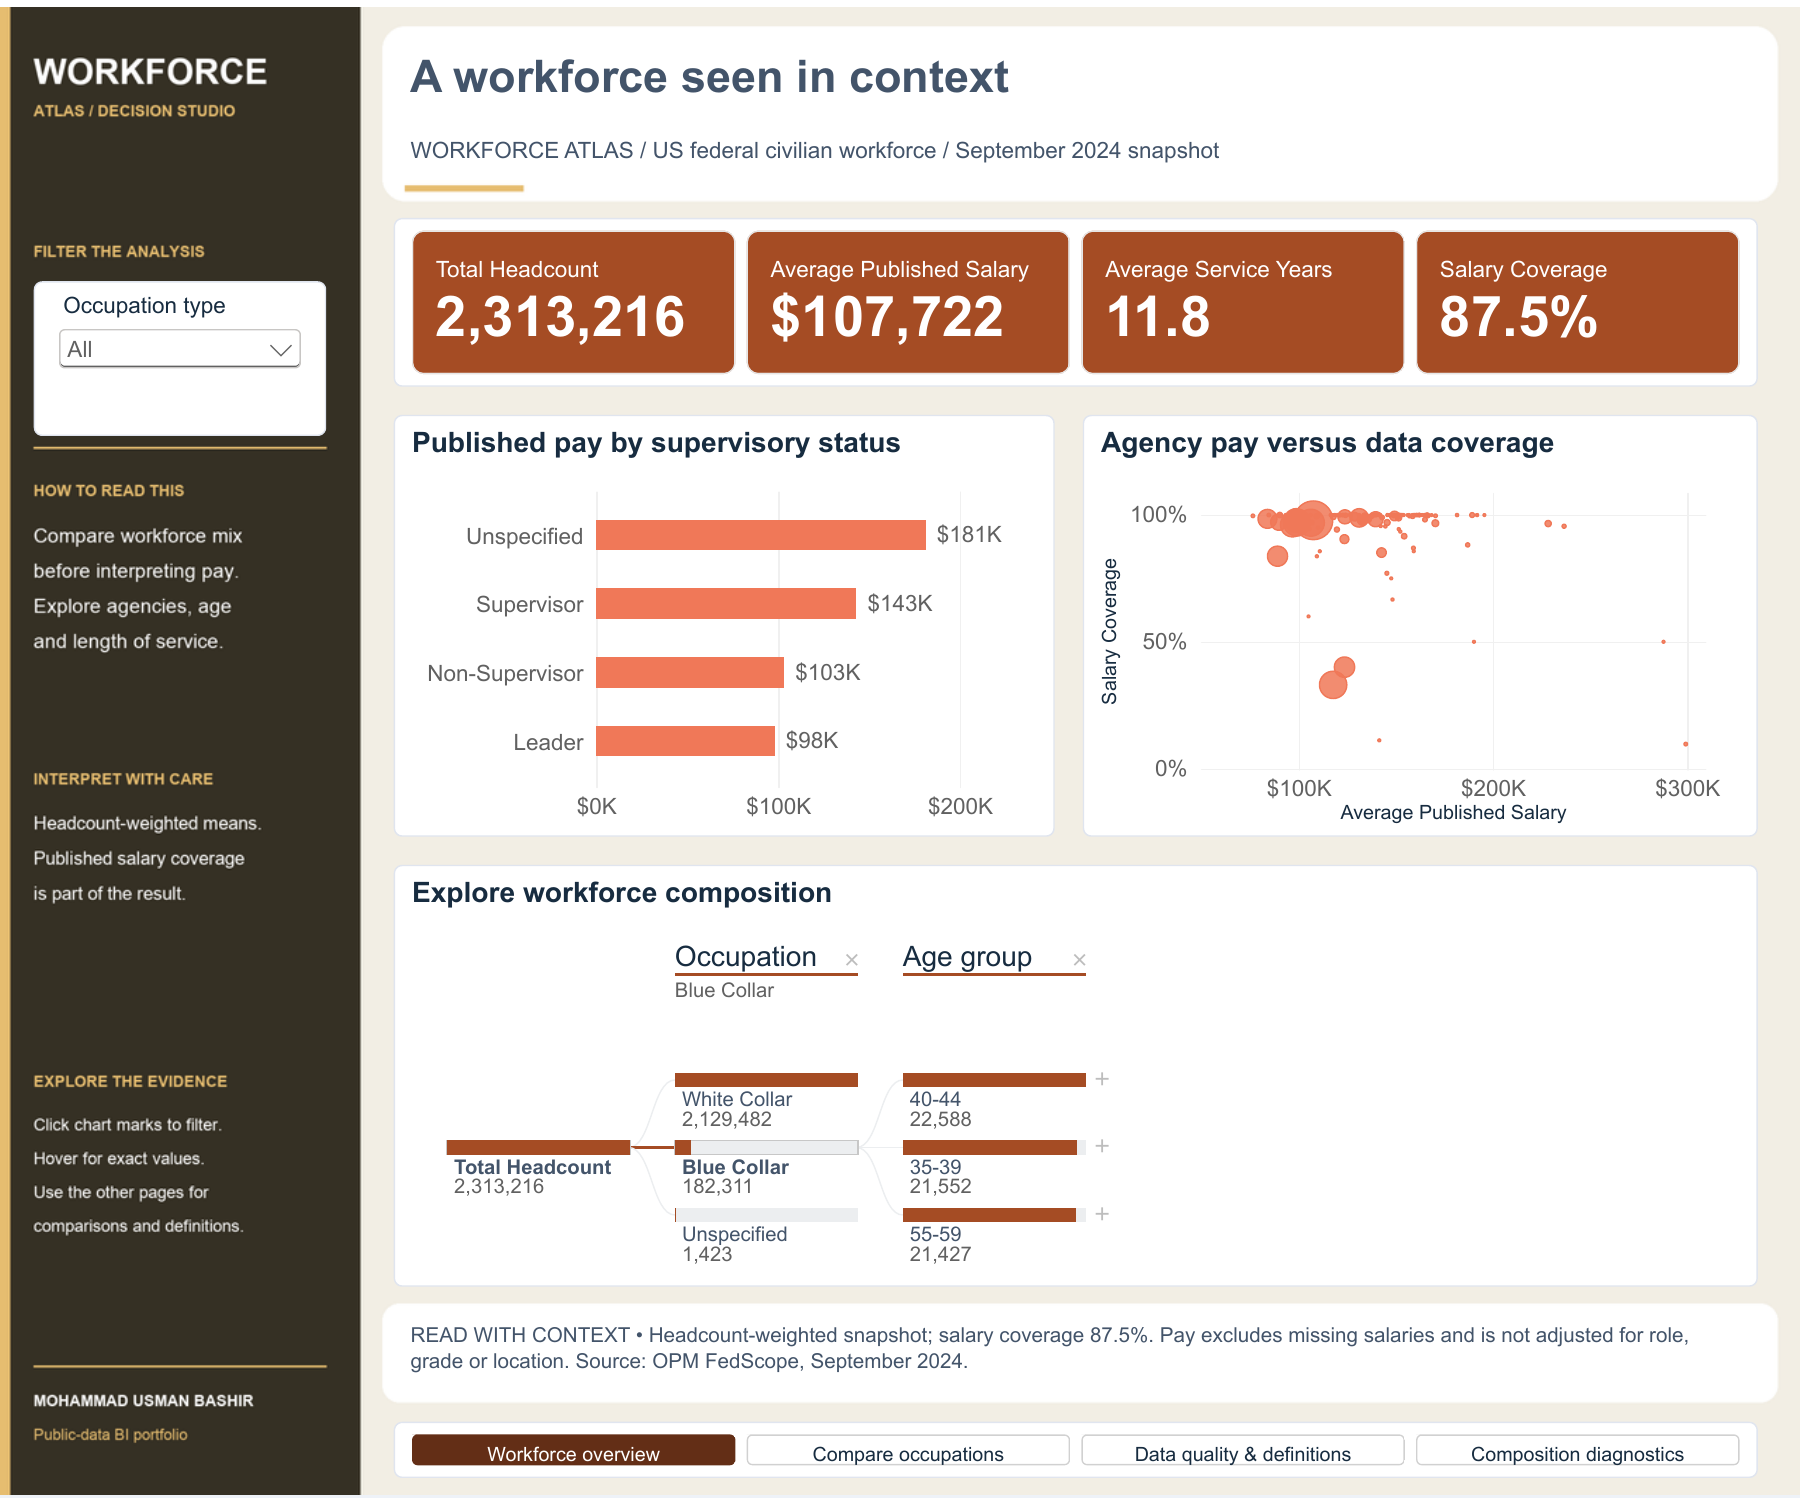 WORKFORCE
ATLAS / DECISION STUDIO
FILTER THE ANALYSIS
Occupation type
All
HOW TO READ THIS
Compare workforce mix
before interpreting pay.
Explore agencies, age
and length of service.
INTERPRET WITH CARE
Headcount-weighted means.
Published salary coverage
is part of the result.
EXPLORE THE EVIDENCE
Click chart marks to filter.
Hover for exact values.
Use the other pages for
comparisons and definitions.
MOHAMMAD USMAN BASHIR
Public-data BI portfolio
A workforce seen in context
WORKFORCE ATLAS / US federal civilian workforce / September 2024 snapshot
Total Headcount
2,313,216
Average Published Salary
$107,722
Average Service Years
11.8
Salary Coverage
87.5%
Published pay by supervisory status
Unspecified $181K
Supervisor $143K
Non-Supervisor $103K
Leader $98K
$0K $100K $200K
Agency pay versus data coverage
Salary Coverage
100%
50%
0%
$100K $200K $300K
Average Published Salary
Explore workforce composition
Occupation × Age group ×
Blue Collar
Total Headcount
2,313,216
White Collar
2,129,482
Blue Collar
182,311
Unspecified
1,423
40-44
22,588
35-39
21,552
55-59
21,427
READ WITH CONTEXT • Headcount-weighted snapshot; salary coverage 87.5%. Pay excludes missing salaries and is not adjusted for role,
grade or location. Source: OPM FedScope, September 2024.
Workforce overview
Compare occupations
Data quality & definitions
Composition diagnostics